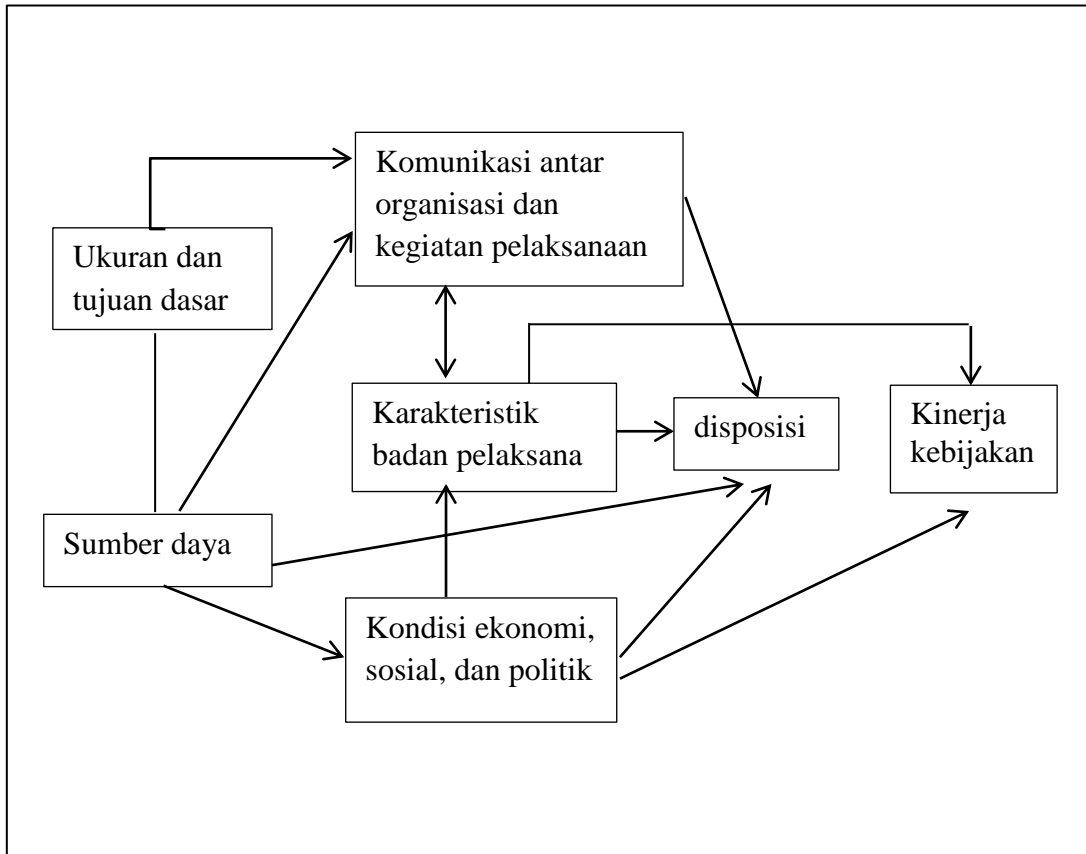 Komunikasi antar
organisasi dan
kegiatan pelaksanaan
Ukuran dan
tujuan dasar
Karakteristik
badan pelaksana
disposisi
Kinerja
kebijakan
Sumber daya
Kondisi ekonomi,
sosial, dan politik